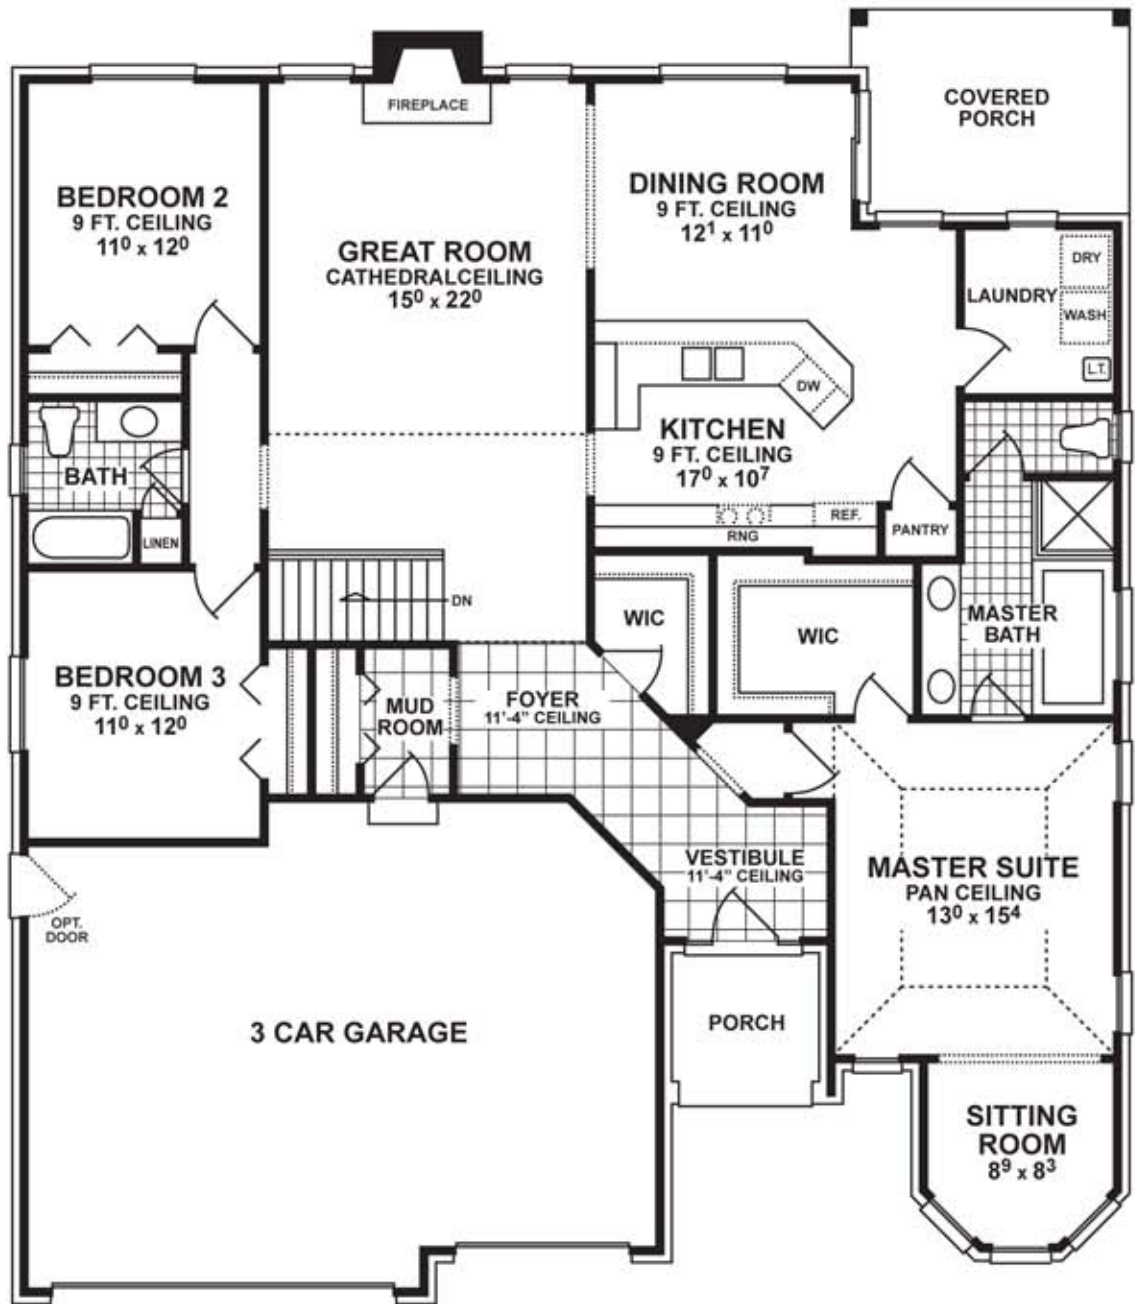 COVERED
PORCH
FIREPLACE
BEDROOM 2
9 FT. CEILING
11⁰ x 12⁰
GREAT ROOM
CATHEDRALCEILING
15⁰ x 22⁰
DINING ROOM
9 FT. CEILING
12¹ x 11⁰
DRY
LAUNDRY
WASH
L.T.
DW
KITCHEN
9 FT. CEILING
17⁰ x 10⁷
BATH
LINEN
RNG
REF.
PANTRY
DN
WIC
WIC
MASTER
BATH
BEDROOM 3
9 FT. CEILING
11⁰ x 12⁰
MUD
ROOM
FOYER
11'-4" CEILING
VESTIBULE
11'-4" CEILING
MASTER SUITE
PAN CEILING
13⁰ x 15⁴
OPT.
DOOR
3 CAR GARAGE
PORCH
SITTING
ROOM
8⁹ x 8³